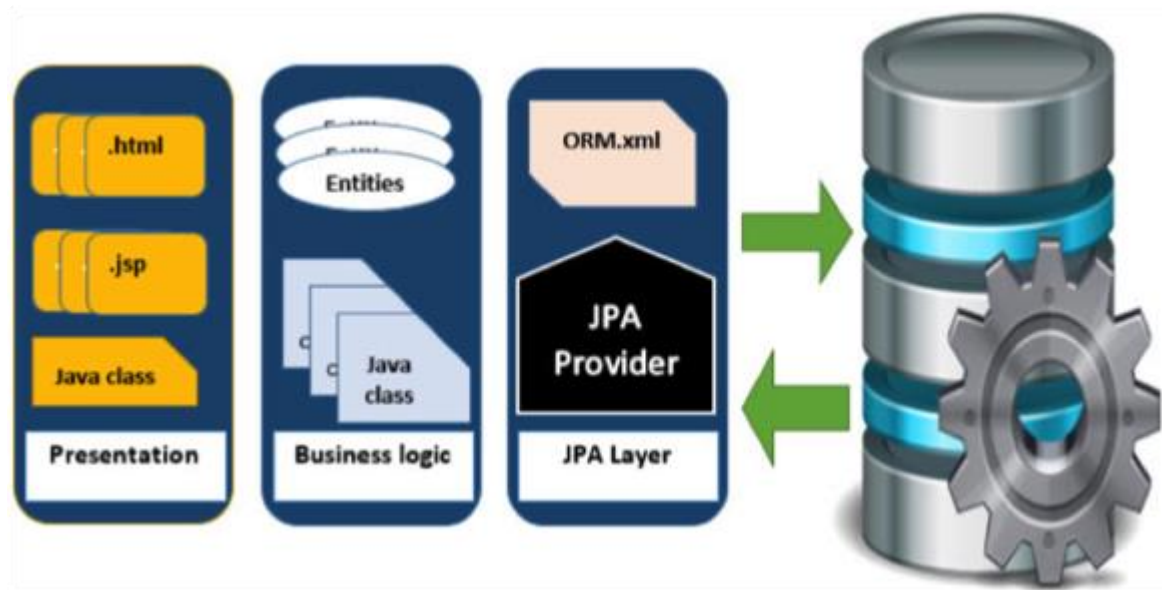 .html
.jsp
Java class
Presentation
Entities
Java
class
Business logic
ORM.xml
JPA
Provider
JPA Layer